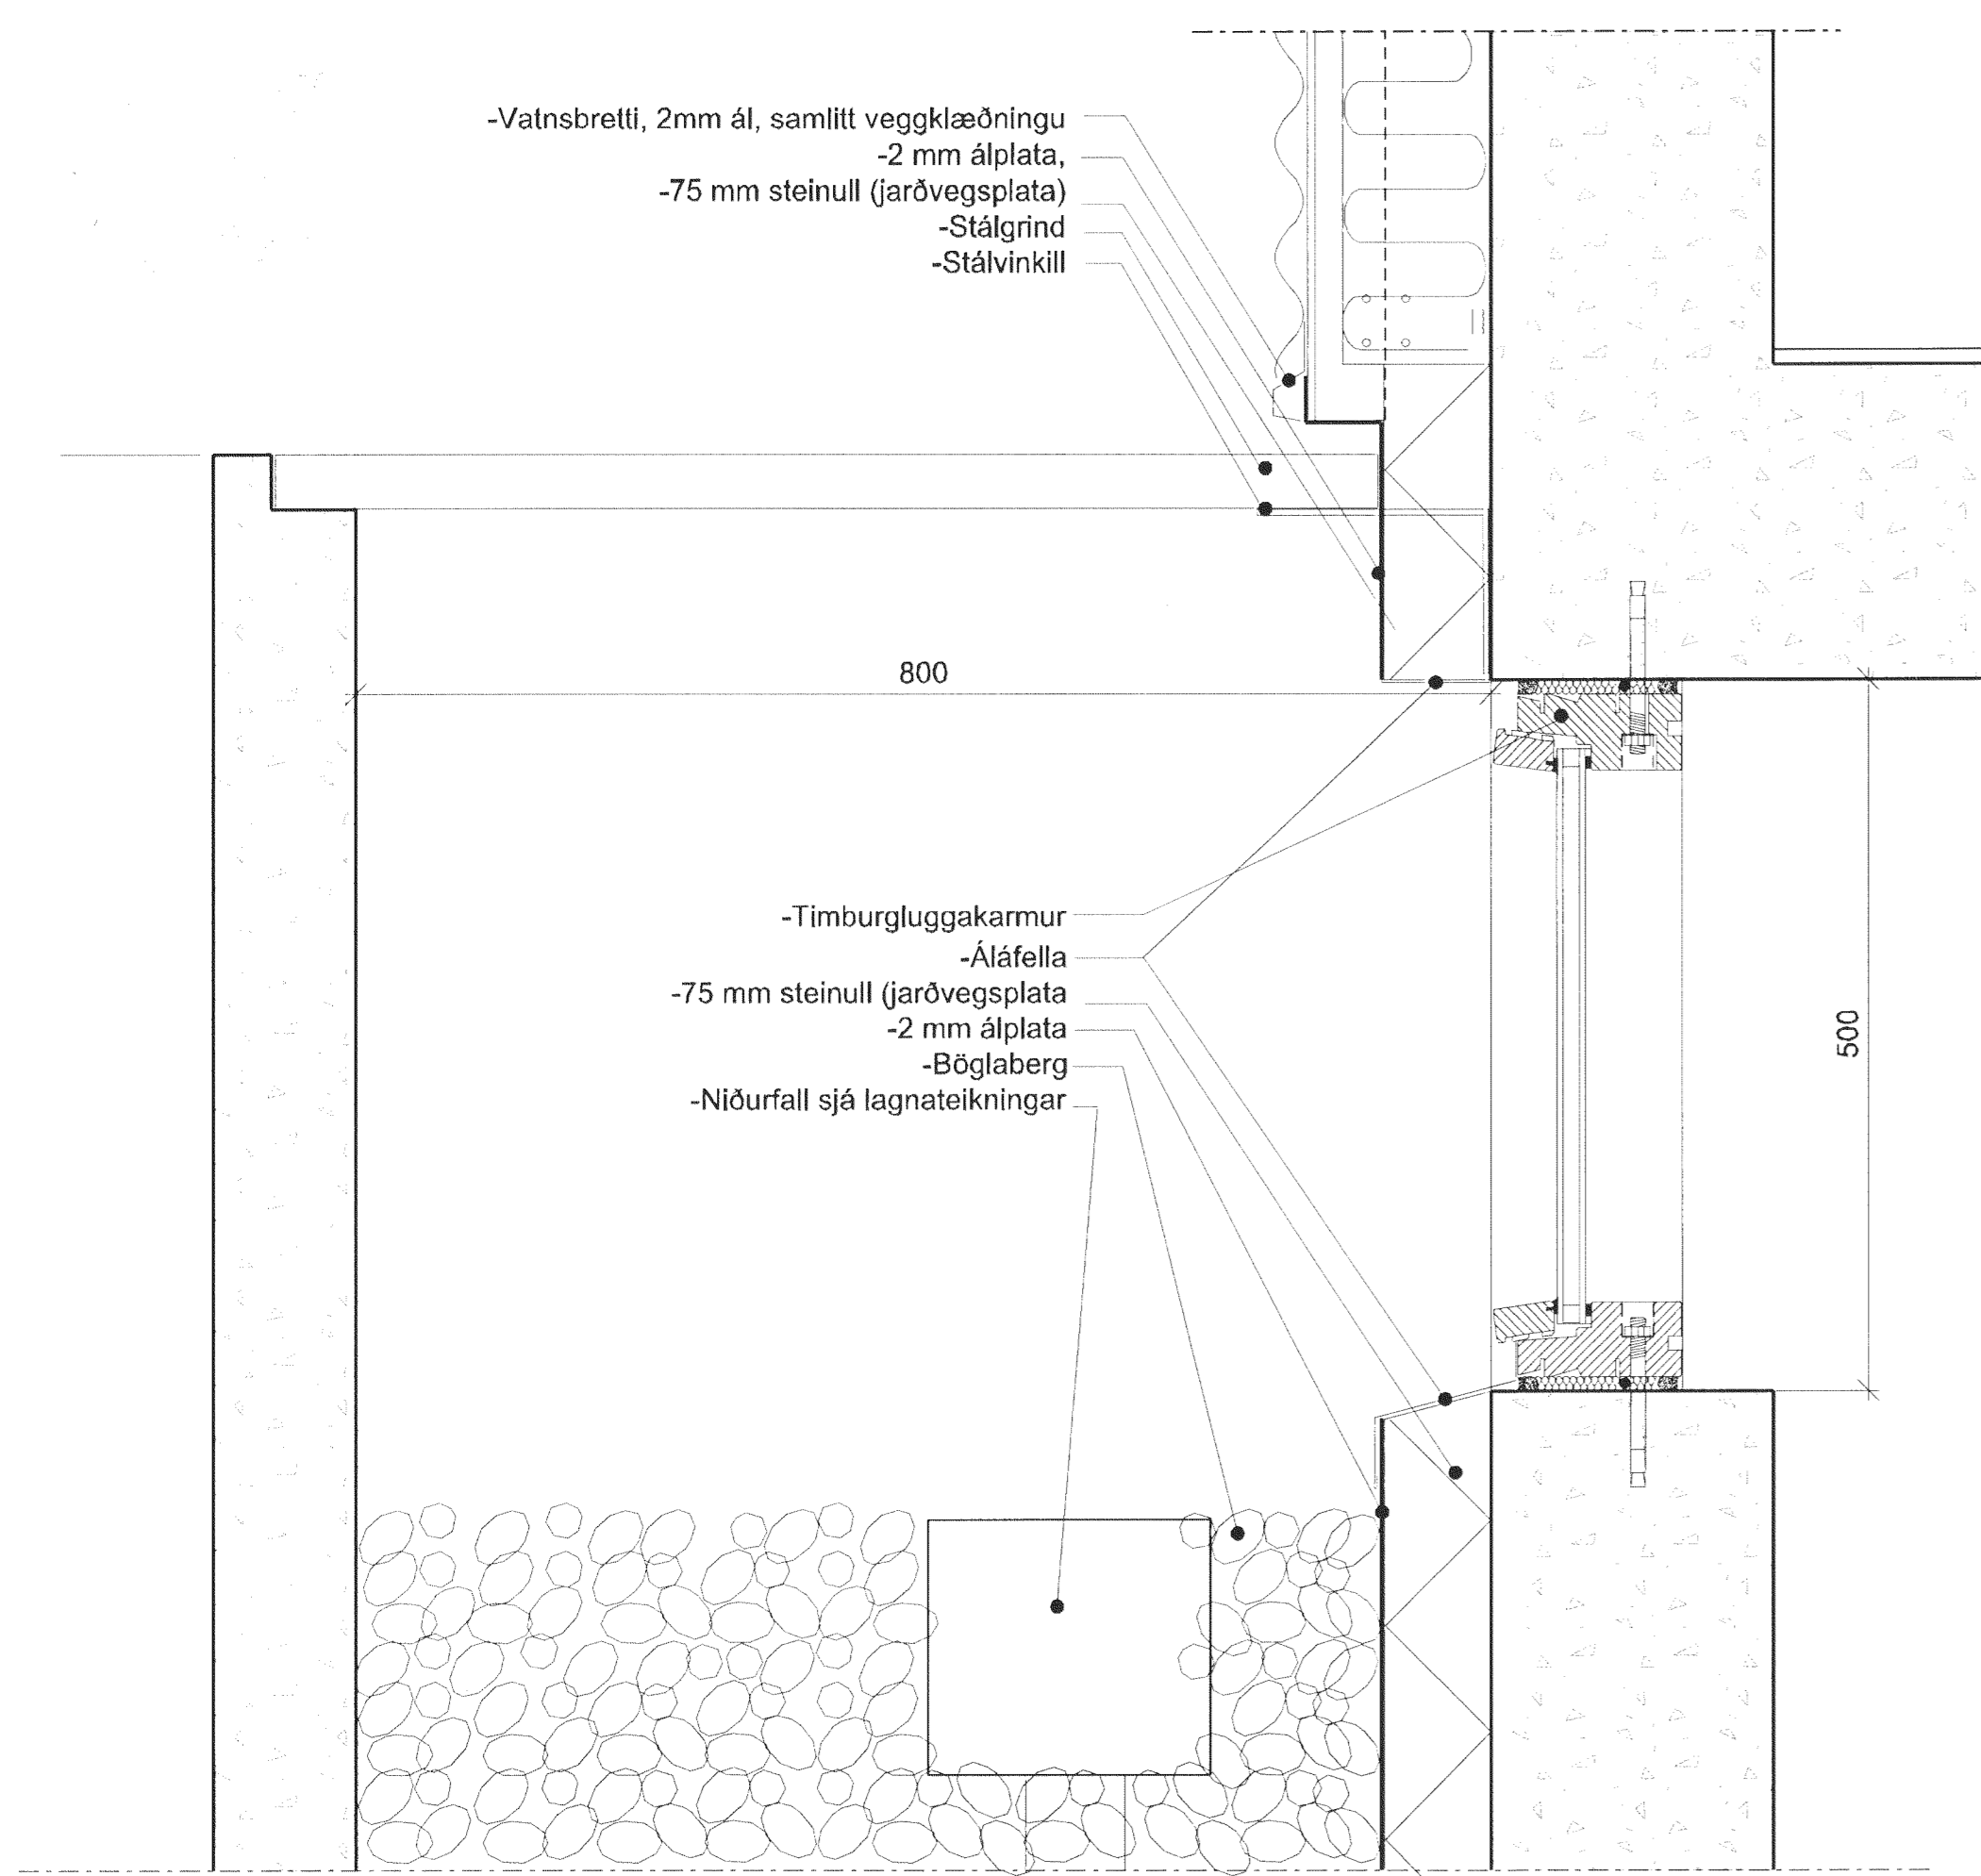 -Vatnsbretti, 2mm ál, samlitt veggklæðningu
-2 mm álplata,
-75 mm steinull (jarðvegsplata)
-Stálgrind
-Stálvinkill
800
-Timburgluggakarmur
-Áláfella
-75 mm steinull (jarðvegsplata
-2 mm álplata
-Böglaberg
-Niðurfall sjá lagnateikningar
500